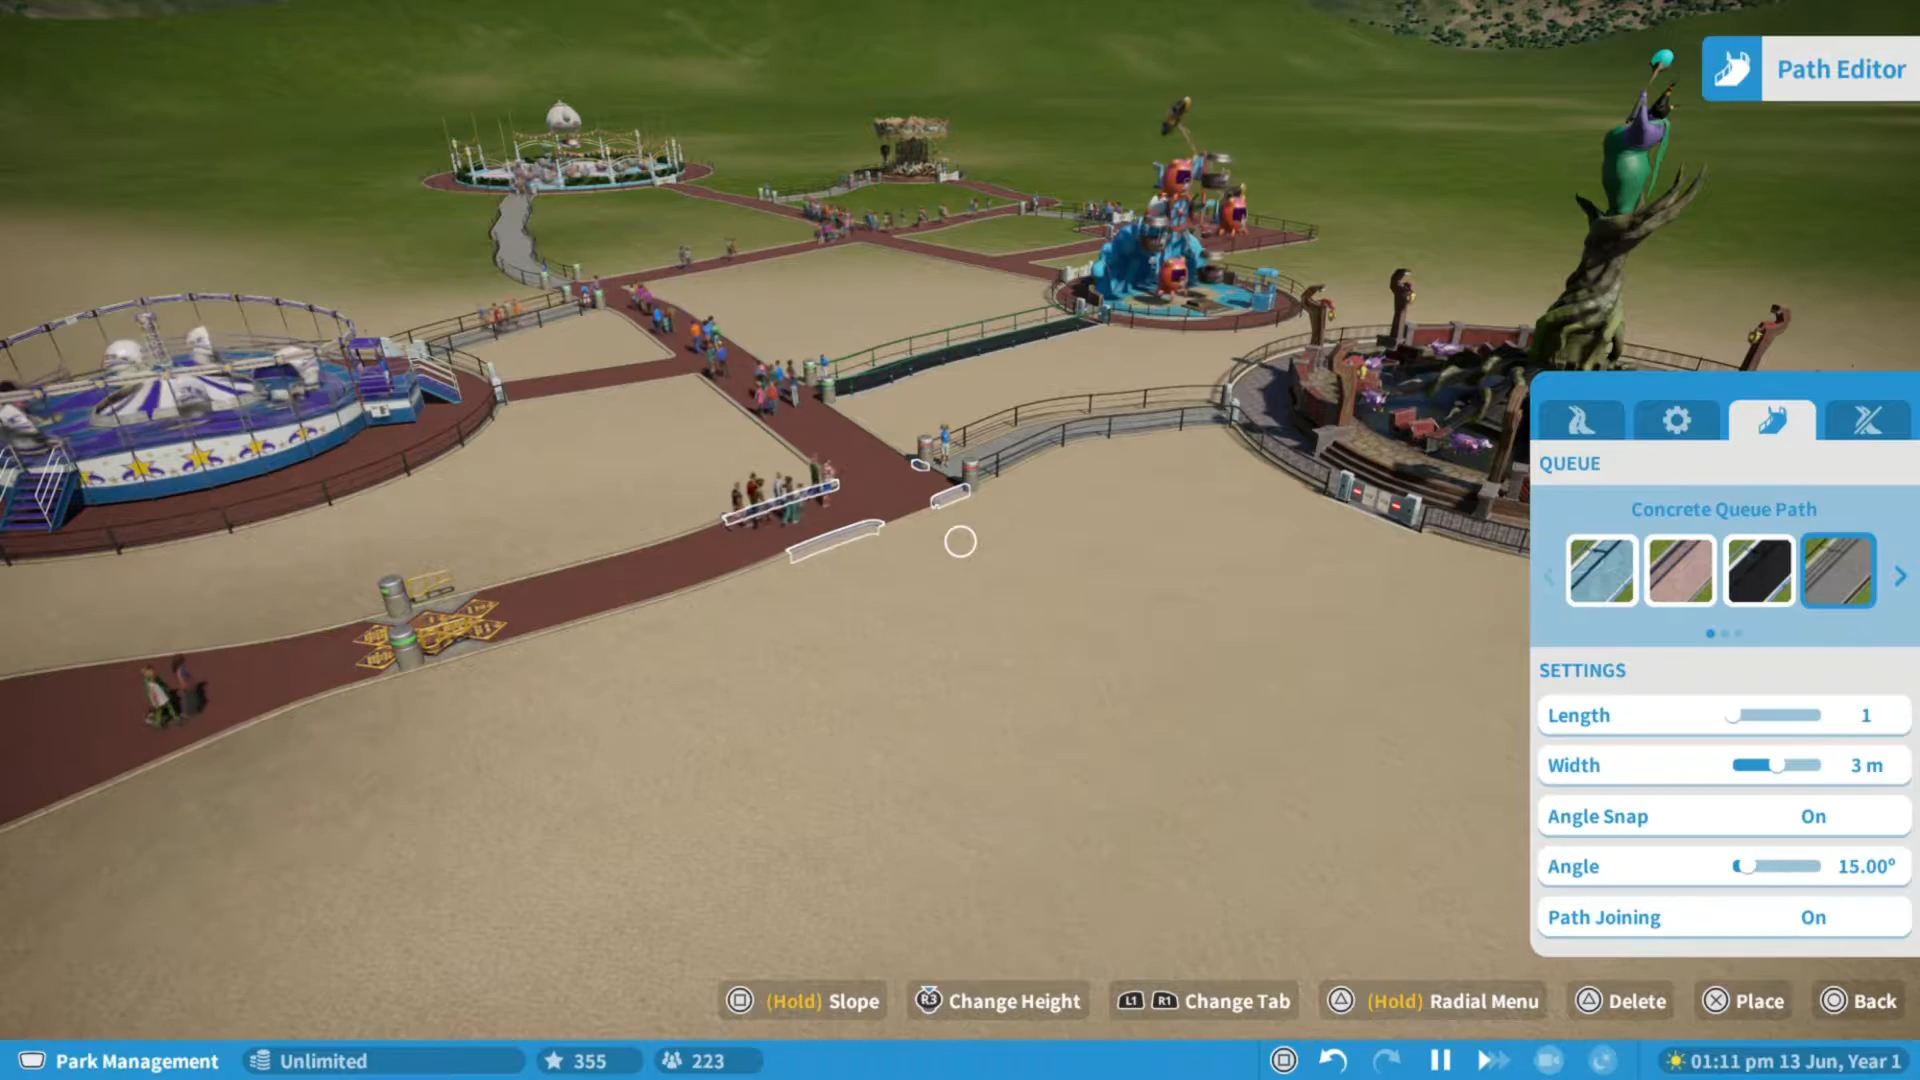 Path Editor
QUEUE
Concrete Queue Path
SETTINGS
Length 1
Width 3 m
Angle Snap On
Angle 15.00°
Path Joining On
(Hold) Slope
R3 Change Height
L1 R1 Change Tab
(Hold) Radial Menu
Delete
Place
Back
Park Management
Unlimited
355
223
01:11 pm 13 Jun, Year 1